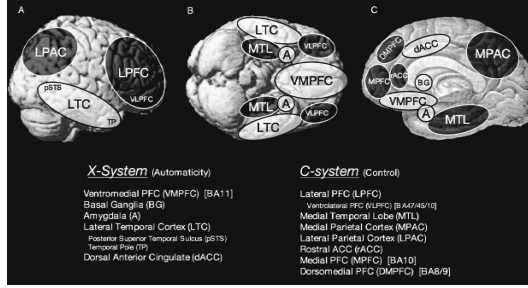 A
B
C
LPAC
LPFC
VLPFC
pSTS
LTC
TP
LTC
MTL
VLPFC
A
VMPFC
MTL
A
VLPFC
LTC
DMPFC
dACC
MPAC
MPFC
rACC
BG
VMPFC
A
MTL
X-System (Automaticity)
Ventromedial PFC (VMPFC) [BA11]
Basal Ganglia (BG)
Amygdala (A)
Lateral Temporal Cortex (LTC)
Posterior Superior Temporal Sulcus (pSTS)
Temporal Pole (TP)
Dorsal Anterior Cingulate (dACC)
C-system (Control)
Lateral PFC (LPFC)
Ventrolateral PFC (VLPFC) [BA47/45/10]
Medial Temporal Lobe (MTL)
Medial Parietal Cortex (MPAC)
Lateral Parietal Cortex (LPAC)
Rostral ACC (rACC)
Medial PFC (MPFC) [BA10]
Dorsomedial PFC (DMPFC) [BA8/9]